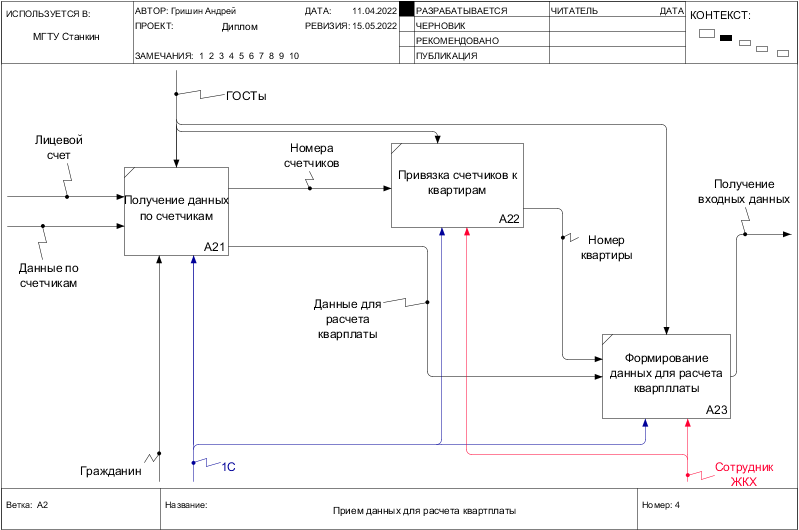 ИСПОЛЬЗУЕТСЯ В:
МГТУ Станкин
АВТОР: Гришин Андрей
ДАТА: 11.04.2022
ПРОЕКТ: Диплом
РЕВИЗИЯ: 15.05.2022
ЗАМЕЧАНИЯ: 1 2 3 4 5 6 7 8 9 10
РАЗРАБАТЫВАЕТСЯ
ЧЕРНОВИК
РЕКОМЕНДОВАНО
ПУБЛИКАЦИЯ
ЧИТАТЕЛЬ ДАТА
КОНТЕКСТ:
ГОСТы
Лицевой
счет
Данные по
счетчикам
Получение данных
по счетчикам
A21
Номера
счетчиков
Привязка счетчиков к
квартирам
A22
Номер
квартиры
Получение
входных данных
Данные для
расчета
кварплаты
Формирование
данных для расчета
кварпллаты
A23
Гражданин
1С
Сотрудник
ЖКХ
Ветка: A2
Название:
Прием данных для расчета квартплаты
Номер: 4